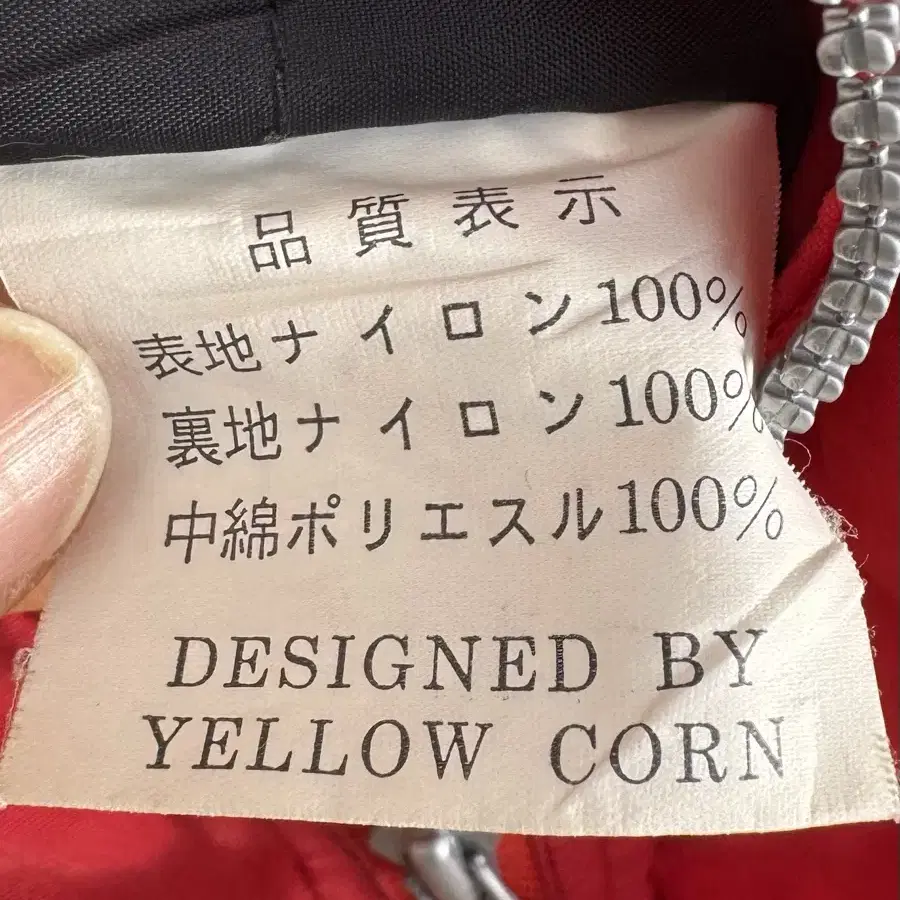 品質表示
表地ナイロン100%
裏地ナイロン100%
中綿ポリエスル100%
DESIGNED BY
YELLOW CORN